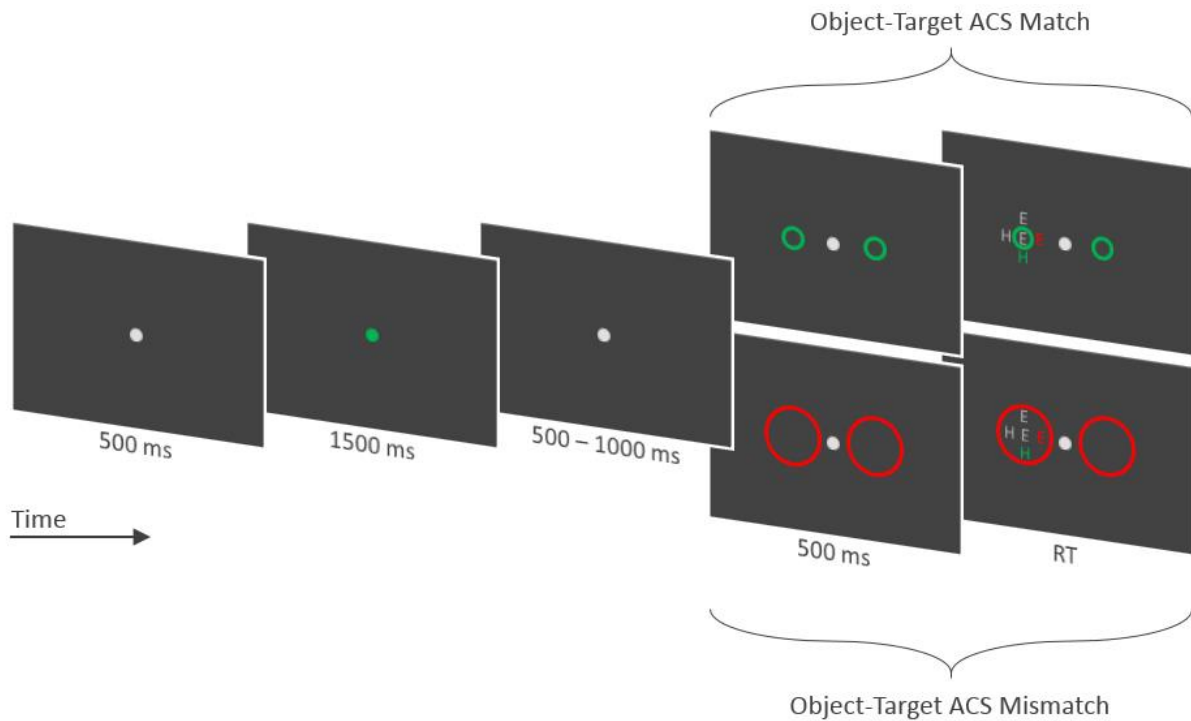 Object-Target ACS Match
E
H E E
H
500 ms
1500 ms
500 – 1000 ms
E
H E E
H
Time
500 ms
RT
Object-Target ACS Mismatch